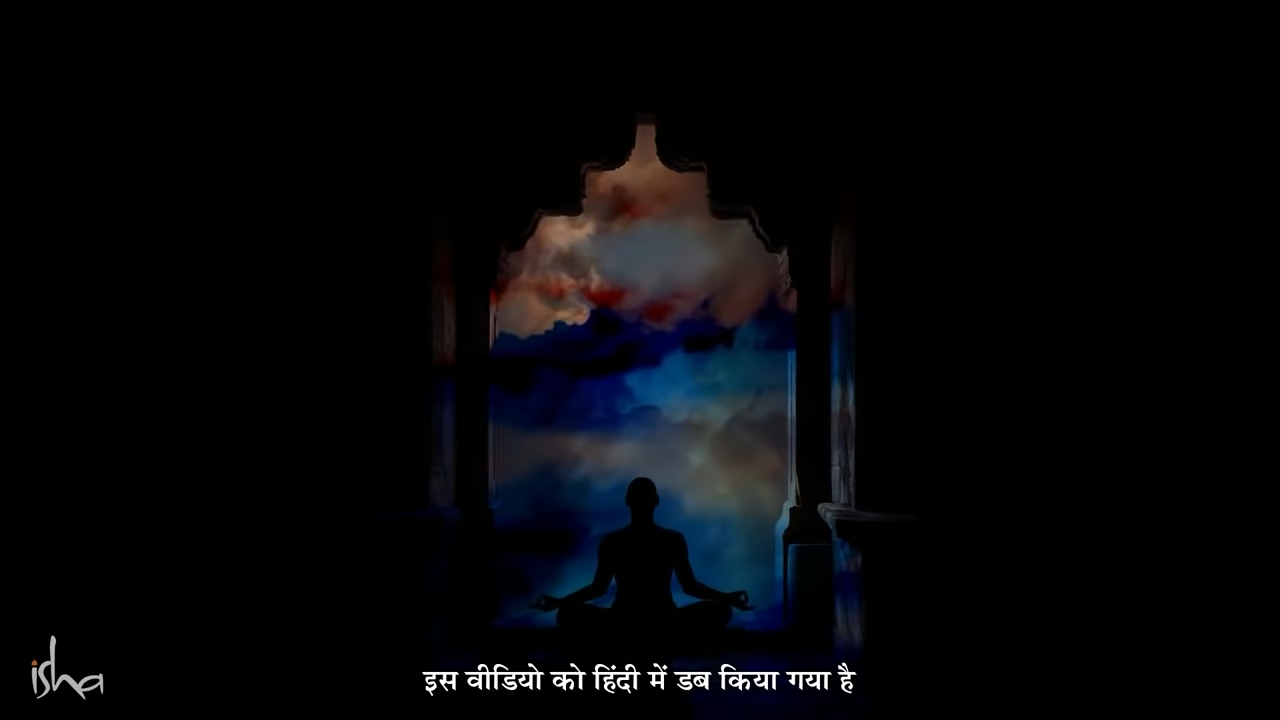 isha
इस वीडियो को हिंदी में डब किया गया है